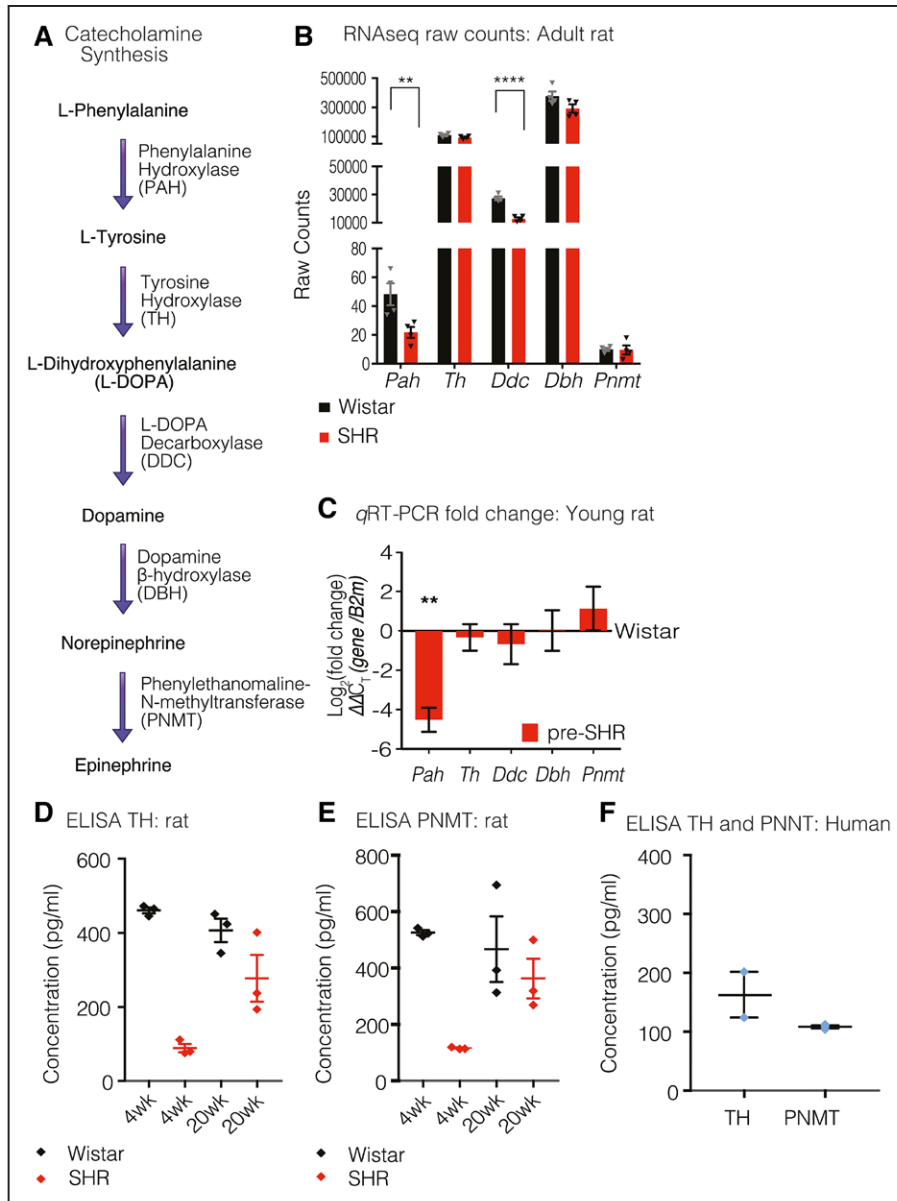 A Catecholamine
Synthesis
L-Phenylalanine
Phenylalanine
Hydroxylase
(PAH)
L-Tyrosine
Tyrosine
Hydroxylase
(TH)
L-Dihydroxyphenylalanine
(L-DOPA)
L-DOPA
Decarboxylase
(DDC)
Dopamine
Dopamine
β-hydroxylase
(DBH)
Norepinephrine
Phenylethanomaline-
N-methyltransferase
(PNMT)
Epinephrine
B RNAseq raw counts: Adult rat
Raw Counts
500000
300000
100000
50000
30000
10000
80
60
40
20
0
**
****
Pah Th Ddc Dbh Pnmt
Wistar
SHR
C qRT-PCR fold change: Young rat
Log2(fold change)
ΔΔCT (gene /B2m)
4
2
0
-2
-4
-6
**
Wistar
pre-SHR
Pah Th Ddc Dbh Pnmt
D ELISA TH: rat
Concentration (pg/ml)
600
400
200
0
4wk 4wk 20wk 20wk
Wistar
SHR
E ELISA PNMT: rat
Concentration (pg/ml)
800
600
400
200
0
4wk 4wk 20wk 20wk
Wistar
SHR
F ELISA TH and PNNT: Human
Concentration (pg/ml)
400
300
200
100
0
TH PNMT